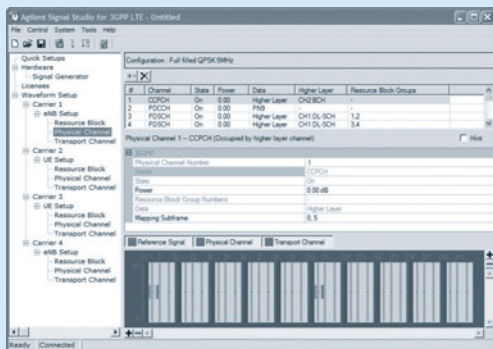 Agilent Signal Studio for 3GPP LTE - Untitled
File Control System Tools Help
Quick Setups
Hardware
Signal Generator
Licenses
Waveform Setup
Carrier 1
eNB Setup
Resource Block
Physical Channel
Transport Channel
Carrier 2
UE Setup
Resource Block
Physical Channel
Transport Channel
Carrier 3
UE Setup
Resource Block
Physical Channel
Transport Channel
Carrier 4
eNB Setup
Resource Block
Physical Channel
Transport Channel
Configuration Full filled QPSK 5MHz
# Channel State Power Data Higher Layer Resource Block Groups
1 CCPCH On 0.00 Higher Layer CH2:BCH -
2 PDCCH On 0.00 PN9 - -
3 PDSCH On 0.00 Higher Layer CH1:DL-SCH 1,2
4 PDSCH On 0.00 Higher Layer CH1:DL-SCH 3,4
Physical Channel 1 -- CCPCH (Occupied by higher layer channel) Hint
3GPP
Physical Channel Number 1
Name CCPCH
State On
Power 0.00 dB
Resource Block Group Numbers -
Data Higher Layer
Mapping Subframe 0, 5
Reference Signal Physical Channel Transport Channel
Ready Connected